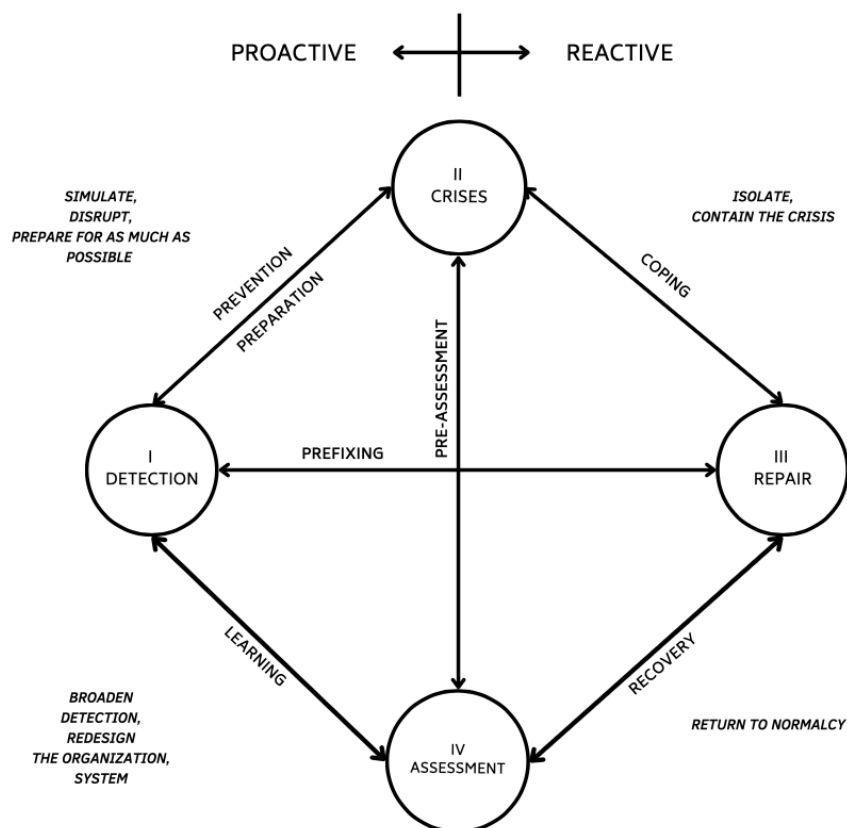 PROACTIVE
REACTIVE
II
CRISES
SIMULATE,
DISRUPT,
PREPARE FOR AS MUCH AS
POSSIBLE
ISOLATE,
CONTAIN THE CRISIS
PREVENTION
PREPARATION
COPING
PRE-ASSESSMENT
I
DETECTION
PREFIXING
III
REPAIR
LEARNING
RECOVERY
BROADEN
DETECTION,
REDESIGN
THE ORGANIZATION,
SYSTEM
RETURN TO NORMALCY
IV
ASSESSMENT